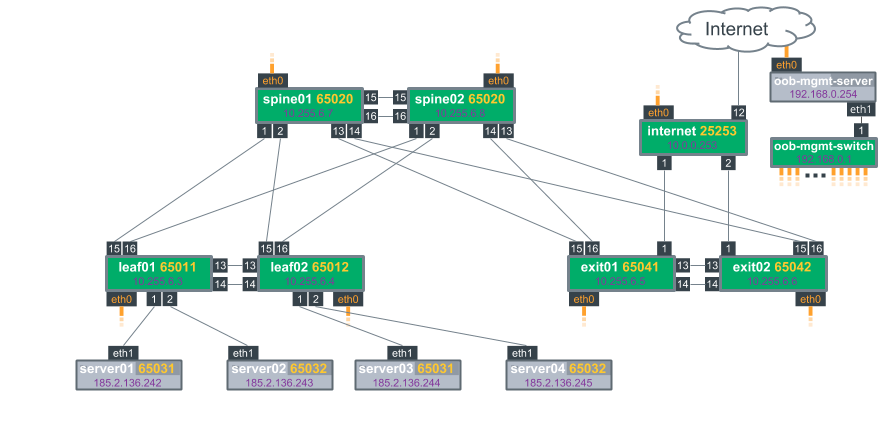 Internet
eth0
eth0
eth0
oob-mgmt-server
192.168.0.254
eth1
spine01 65020
10.255.6.7
15
15
16
16
spine02 65020
10.255.6.8
1
2
13
14
1
2
14
13
eth0
12
internet 25253
10.0.0.253
1
2
1
oob-mgmt-switch
192.168.0.1
15
16
15
16
15
16
1
1
15
16
leaf01 65011
10.255.6.3
13
13
14
14
leaf02 65012
10.255.6.4
exit01 65041
10.255.6.5
13
13
14
14
exit02 65042
10.255.6.6
eth0
1
2
1
2
eth0
eth0
eth0
eth1
eth1
eth1
eth1
server01 65031
185.2.136.242
server02 65032
185.2.136.243
server03 65031
185.2.136.244
server04 65032
185.2.136.245